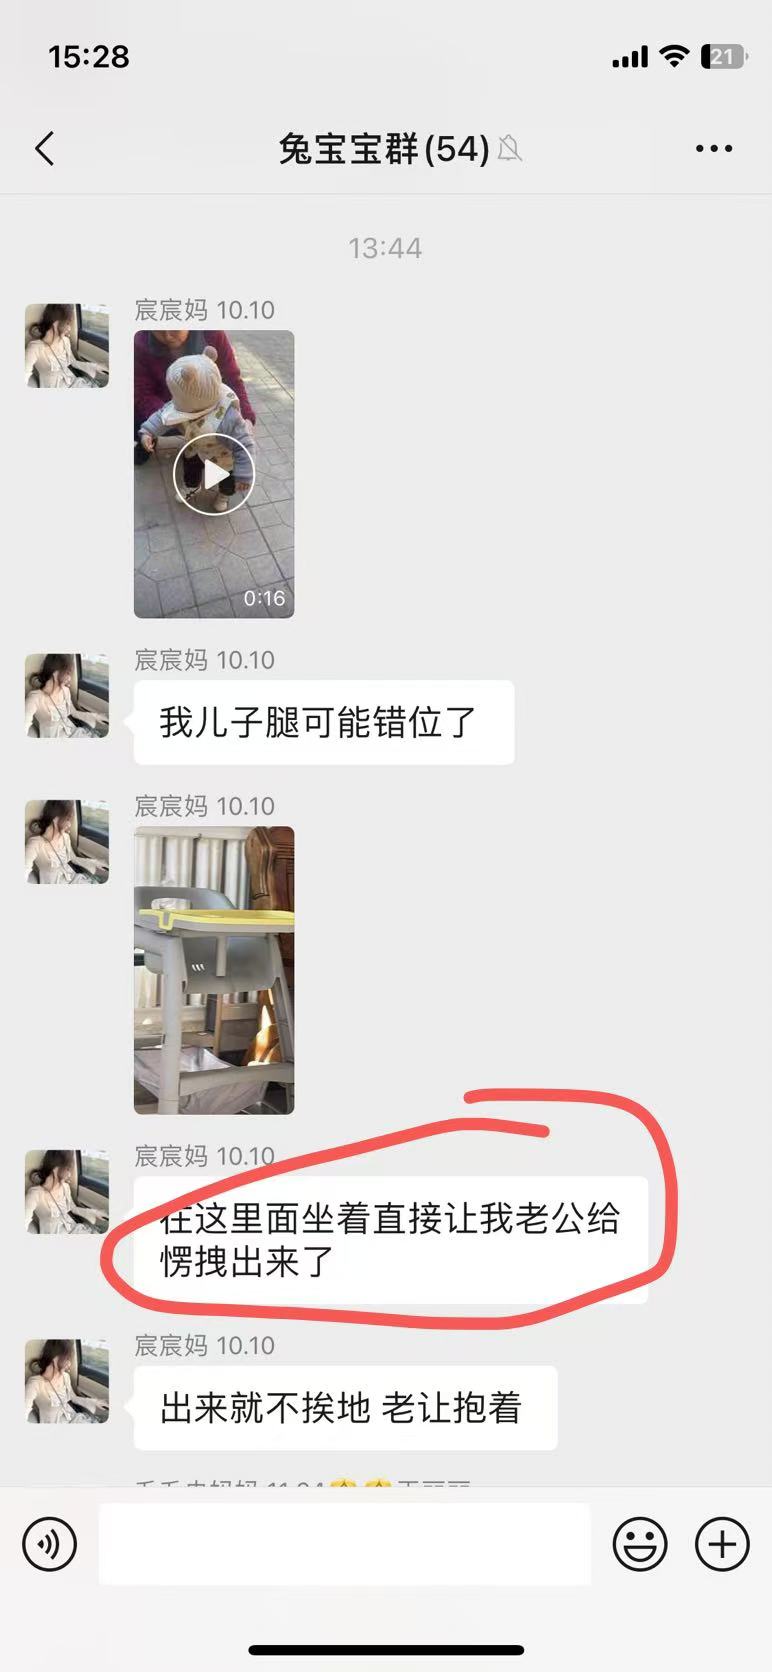 15:28
21
兔宝宝群(54)
13:44
宸宸妈 10.10
0:16
宸宸妈 10.10
我儿子腿可能错位了
宸宸妈 10.10
宸宸妈 10.10
在这里面坐着直接让我老公给
愣拽出来了
宸宸妈 10.10
出来就不挨地 老让抱着